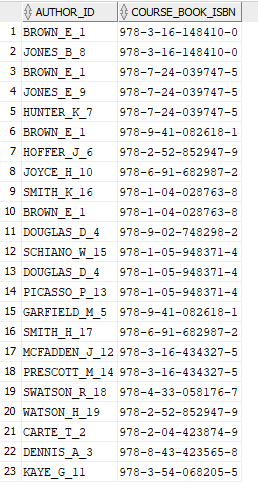 AUTHOR_ID COURSE_BOOK_ISBN
1 BROWN_E_1 978-3-16-148410-0
2 JONES_B_8 978-3-16-148410-0
3 BROWN_E_1 978-7-24-039747-5
4 JONES_E_9 978-7-24-039747-5
5 HUNTER_K_7 978-7-24-039747-5
6 BROWN_E_1 978-9-41-082618-1
7 HOFFER_J_6 978-2-52-852947-9
8 JOYCE_H_10 978-6-91-682987-2
9 SMITH_K_16 978-1-04-028763-8
10 BROWN_E_1 978-1-04-028763-8
11 DOUGLAS_D_4 978-9-02-748298-2
12 SCHIANO_W_15 978-1-05-948371-4
13 DOUGLAS_D_4 978-1-05-948371-4
14 PICASSO_P_13 978-1-05-948371-4
15 GARFIELD_M_5 978-9-41-082618-1
16 SMITH_H_17 978-6-91-682987-2
17 MCFADDEN_J_12 978-3-16-434327-5
18 PRESCOTT_M_14 978-3-16-434327-5
19 SWATSON_R_18 978-4-33-058176-7
20 WATSON_H_19 978-2-52-852947-9
21 CARTE_T_2 978-2-04-423874-9
22 DENNIS_A_3 978-8-43-423565-8
23 KAYE_G_11 978-3-54-068205-5